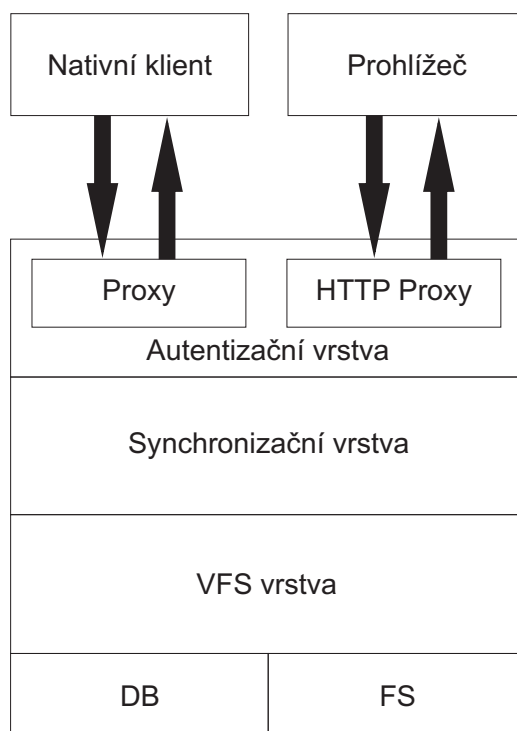 Nativní klient
Prohlížeč
Proxy
HTTP Proxy
Autentizační vrstva
Synchronizační vrstva
VFS vrstva
DB
FS